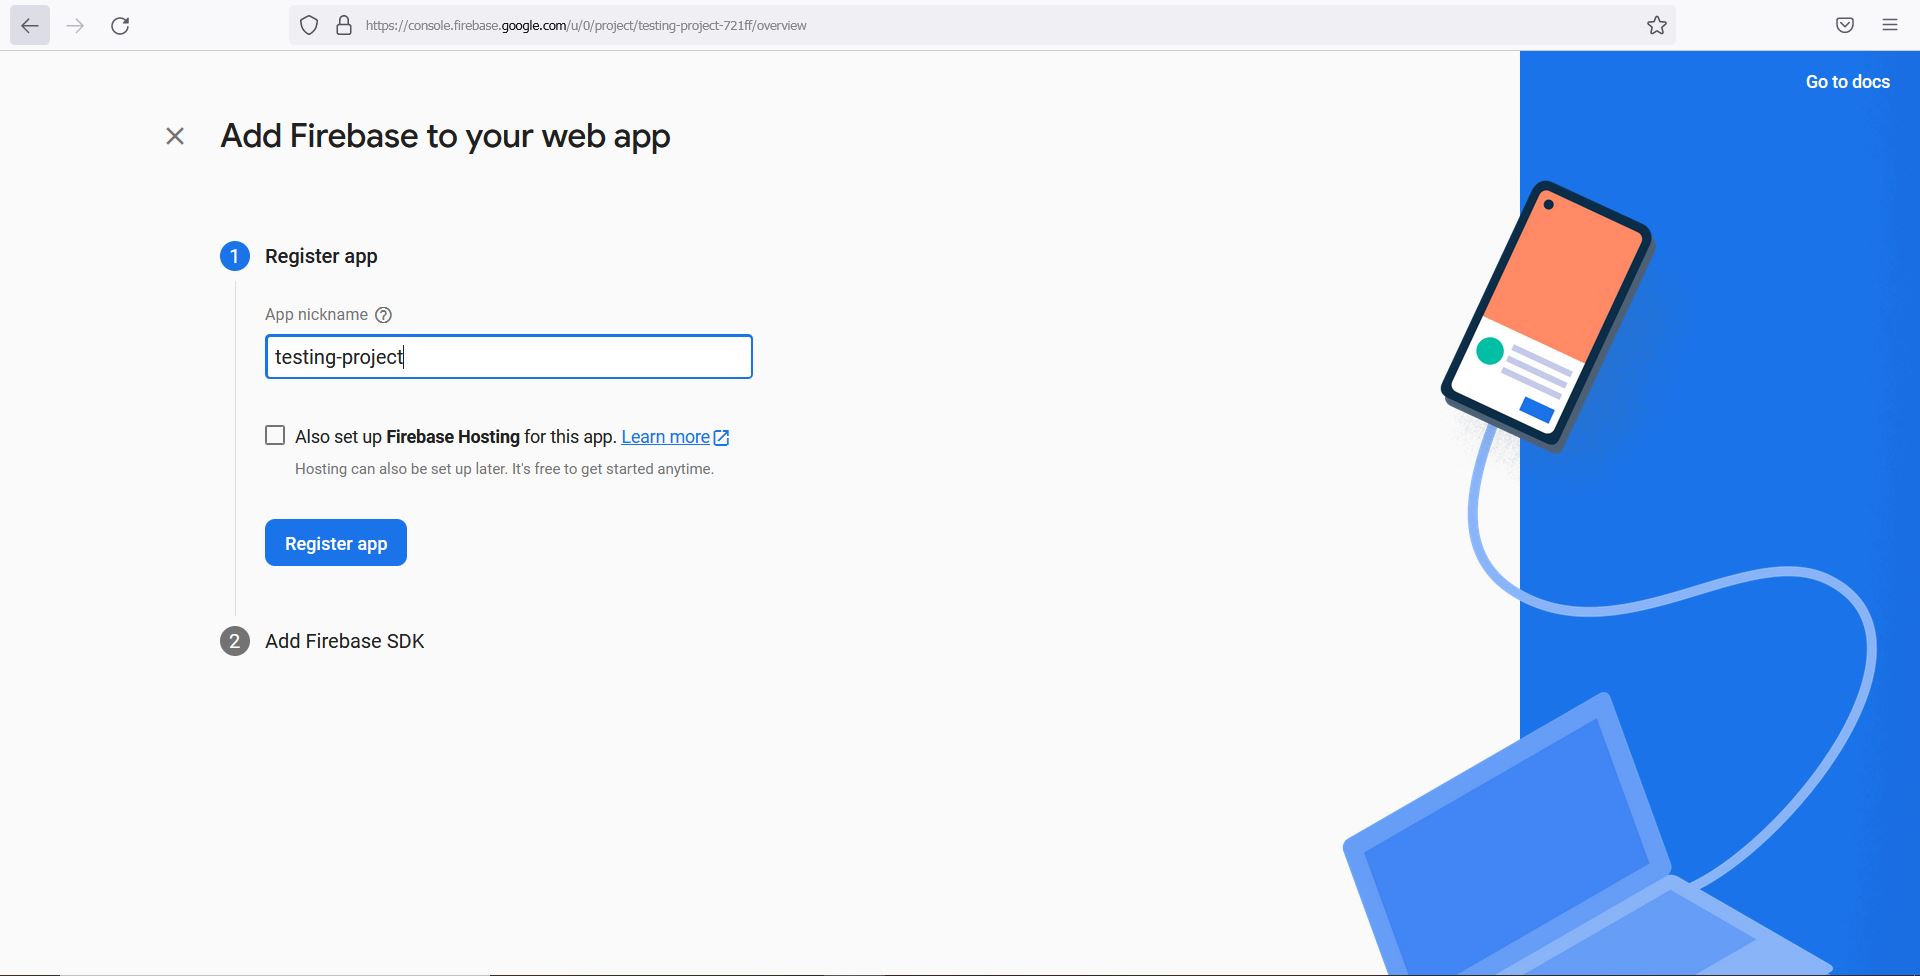 https://console.firebase.google.com/u/0/project/testing-project-721ff/overview
Go to docs
Add Firebase to your web app
1 Register app
App nickname
testing-project
Also set up Firebase Hosting for this app. Learn more
Hosting can also be set up later. It's free to get started anytime.
Register app
2 Add Firebase SDK